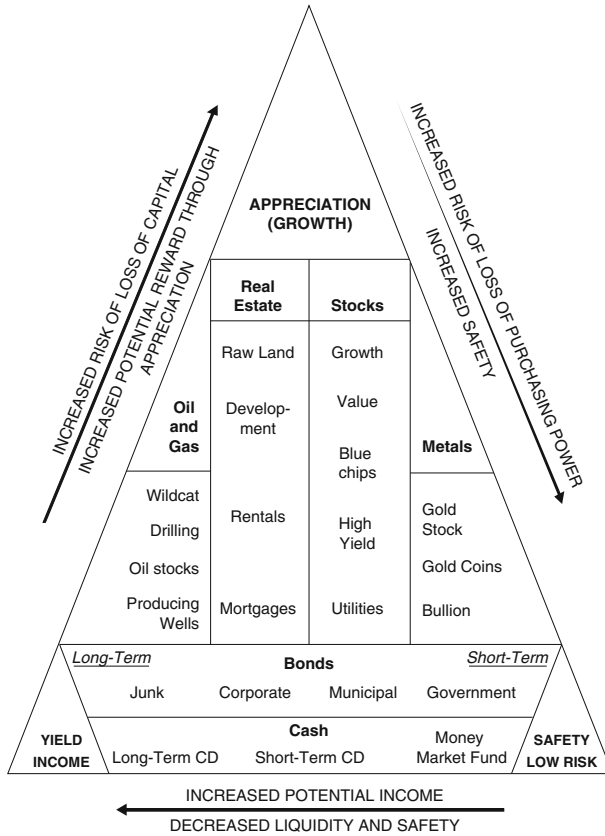 APPRECIATION
(GROWTH)
INCREASED RISK OF LOSS OF CAPITAL
INCREASED POTENTIAL REWARD THROUGH
APPRECIATION
INCREASED RISK OF LOSS OF PURCHASING POWER
INCREASED SAFETY
Oil
and
Gas
Wildcat
Drilling
Oil stocks
Producing
Wells
Real
Estate
Raw Land
Develop-
ment
Rentals
Mortgages
Stocks
Growth
Value
Blue
chips
High
Yield
Utilities
Metals
Gold
Stock
Gold Coins
Bullion
Long-Term
Bonds
Short-Term
Junk Corporate Municipal Government
Cash
Long-Term CD Short-Term CD Money
Market Fund
YIELD
INCOME
SAFETY
LOW RISK
INCREASED POTENTIAL INCOME
DECREASED LIQUIDITY AND SAFETY